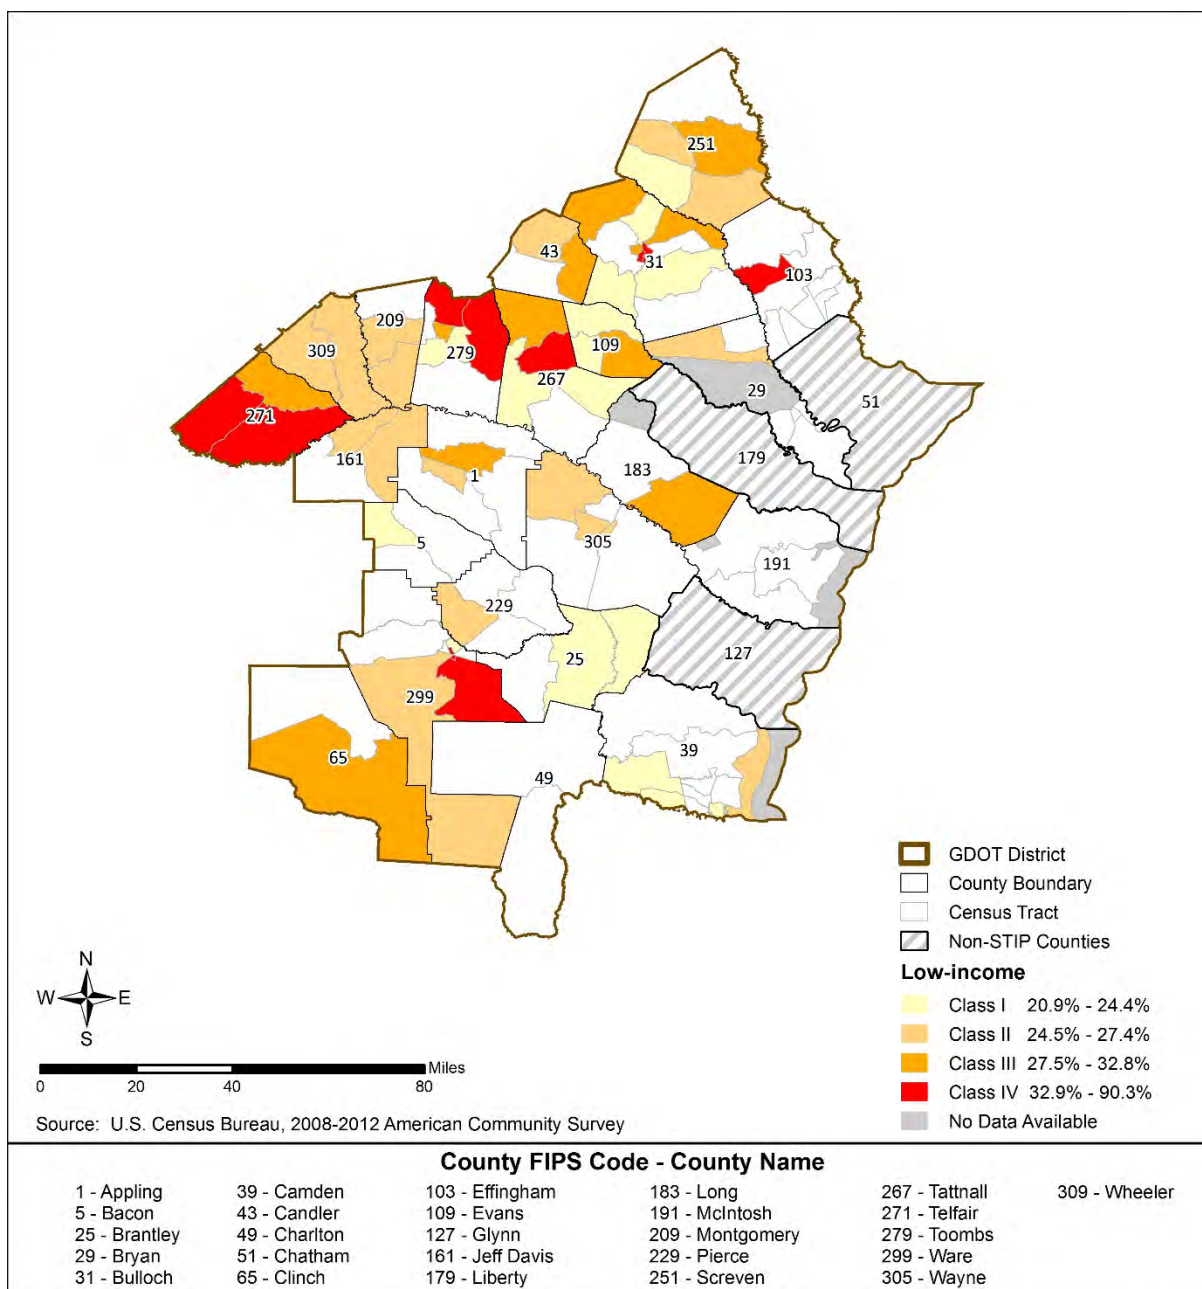 251
43
31
103
209
309
279
109
267
29
51
271
161
1
183
179
5
305
191
229
25
127
299
65
39
49
GDOT District
County Boundary
Census Tract
Non-STIP Counties
Low-income
Class I 20.9% - 24.4%
Class II 24.5% - 27.4%
Class III 27.5% - 32.8%
Class IV 32.9% - 90.3%
No Data Available
N
W E
S
Miles
0 20 40 80
Source: U.S. Census Bureau, 2008-2012 American Community Survey
County FIPS Code - County Name
1 - Appling 39 - Camden 103 - Effingham 183 - Long 267 - Tattnall 309 - Wheeler
5 - Bacon 43 - Candler 109 - Evans 191 - McIntosh 271 - Telfair
25 - Brantley 49 - Charlton 127 - Glynn 209 - Montgomery 279 - Toombs
29 - Bryan 51 - Chatham 161 - Jeff Davis 229 - Pierce 299 - Ware
31 - Bulloch 65 - Clinch 179 - Liberty 251 - Screven 305 - Wayne